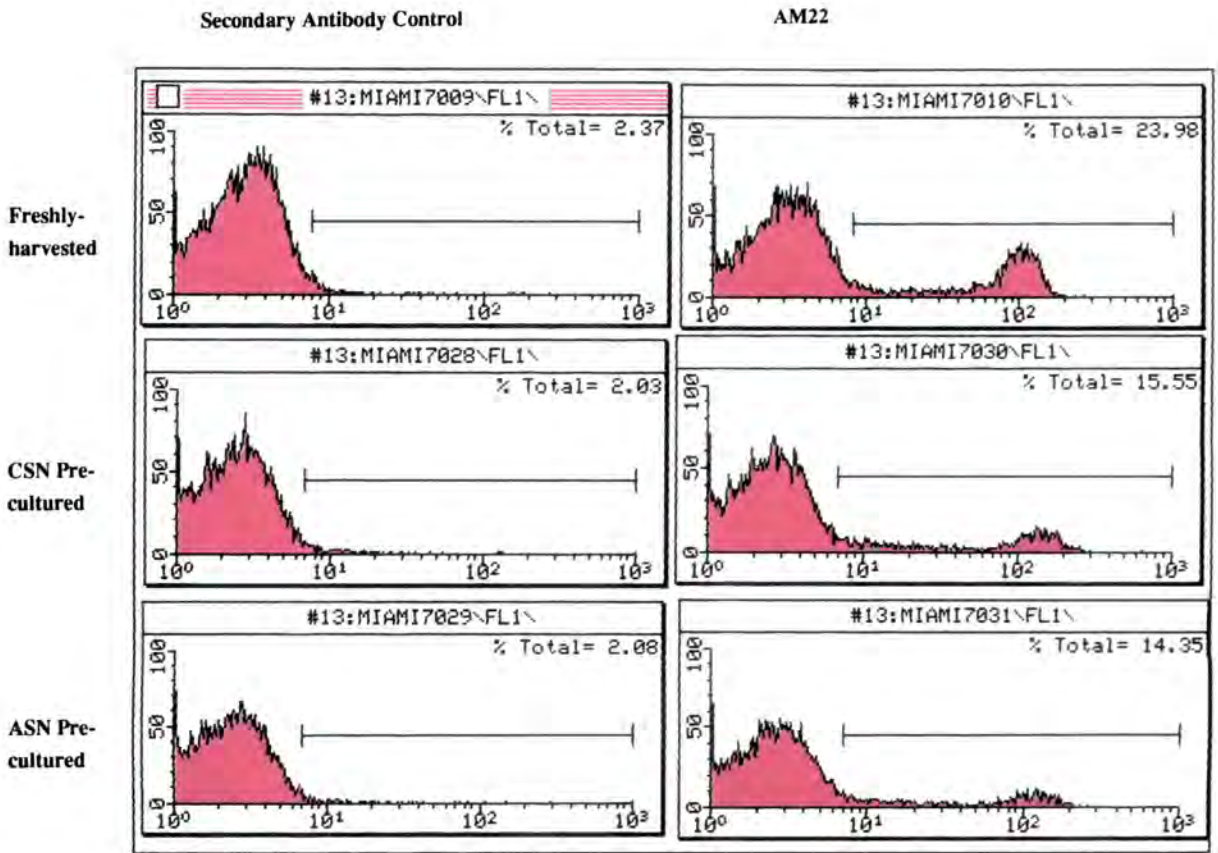 Secondary Antibody Control AM22
#13:MIAMI7009\FL1\ #13:MIAMI7010\FL1\
% Total= 2.37 % Total= 23.98
100 100
Freshly-
harvested
50 50
0 0
10⁰ 10¹ 10² 10³ 10⁰ 10¹ 10² 10³
#13:MIAMI7028\FL1\ #13:MIAMI7030\FL1\
% Total= 2.03 % Total= 15.55
100 100
CSN Pre-
cultured
50 50
0 0
10⁰ 10¹ 10² 10³ 10⁰ 10¹ 10² 10³
#13:MIAMI7029\FL1\ #13:MIAMI7031\FL1\
% Total= 2.08 % Total= 14.35
100 100
ASN Pre-
cultured
50 50
0 0
10⁰ 10¹ 10² 10³ 10⁰ 10¹ 10² 10³